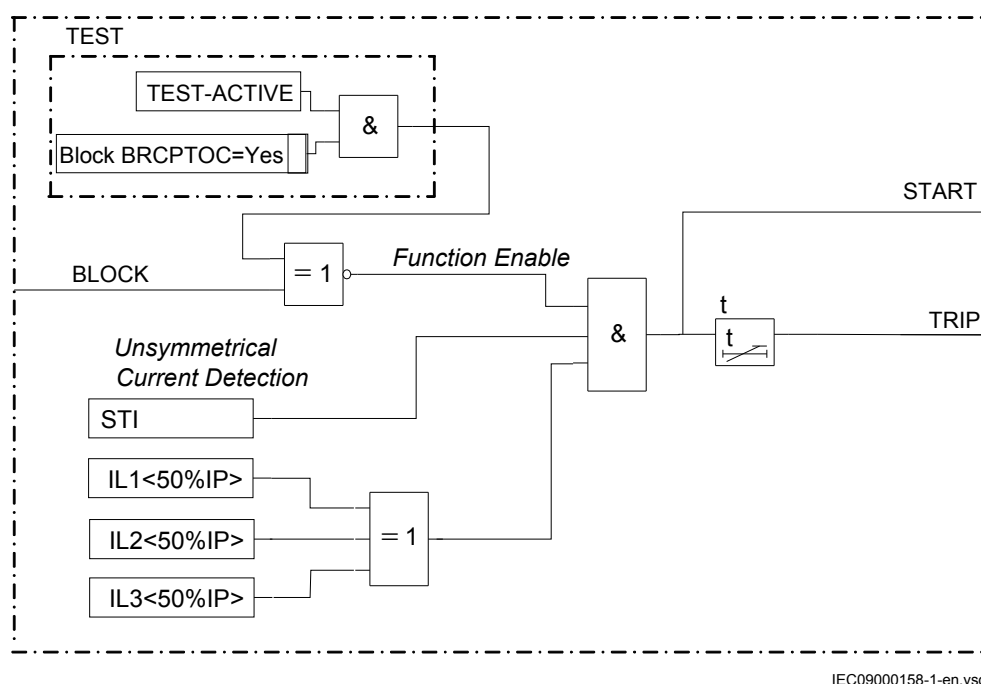 TEST
TEST-ACTIVE
&
Block BRCPTOC=Yes
START
BLOCK
= 1
Function Enable
t
t
TRIP
&
Unsymmetrical
Current Detection
STI
IL1<50%IP>
IL2<50%IP>
= 1
IL3<50%IP>
IEC09000158-1-en.vsd